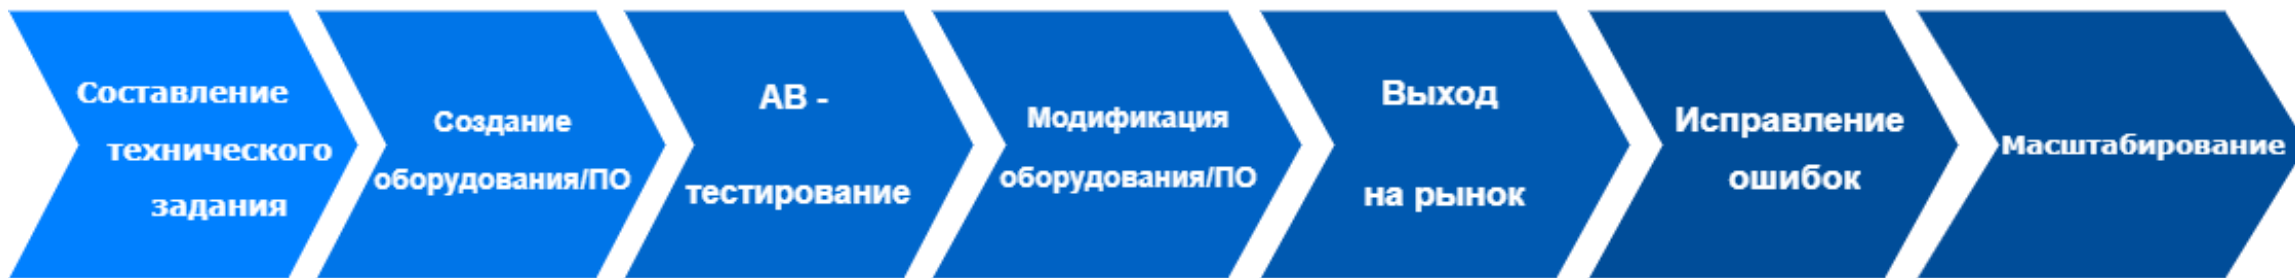 Составление
технического
задания
Создание
оборудования/ПО
АВ -
тестирование
Модификация
оборудования/ПО
Выход
на рынок
Исправление
ошибок
Масштабирование